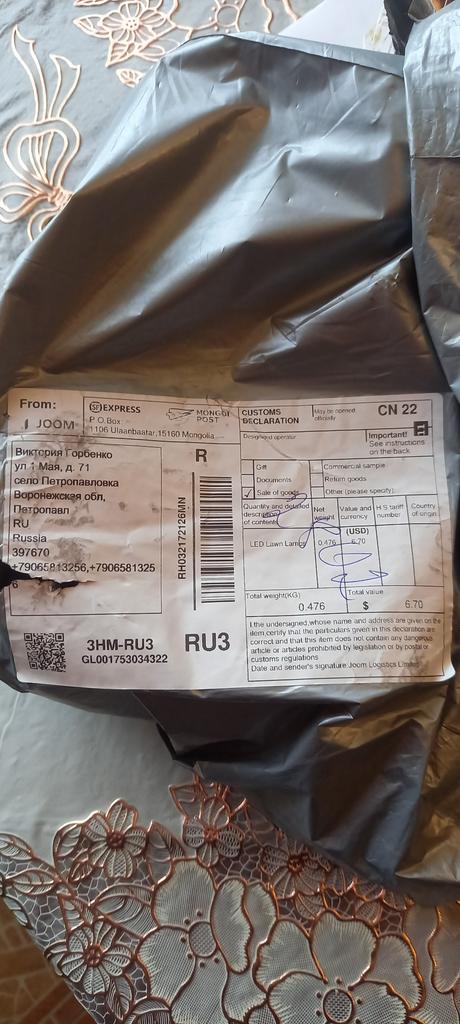 From:
JOOM
SF EXPRESS
P.O.Box:
1106 Ulaanbaatar,15160 Mongolia
MONGOL
POST
CUSTOMS
DECLARATION
May be opened
officially
CN 22
Designated operator
Important!
See instructions
on the back
Gift
Commercial sample
Documents
Return goods
✓ Sale of goods
Other (please specify):
Quantity and detailed
description
of contents
Net
weight
Value and
currency
(USD)
H.S tariff
number
Country
of origin
LED Lawn Lamps
0.476
6.70
Total weight(KG)
Total value
0.476
$
6.70
I the undersigned,whose name and address are given on the
item,certify that the particulars given in this declaration are
correct and that this item does not contain any dangerous
article or articles prohibited by legislation or by postal or
customs regulations
Date and sender's signature:Joom Logistics Limited
Виктория Горбенко
ул 1 Мая, д. 71
село Петропавловка
Воронежская обл,
Петропавл
RU
Russia
397670
+79065813256,+7906581325
6
R
RH032172126MN
3HM-RU3
GL001753034322
RU3